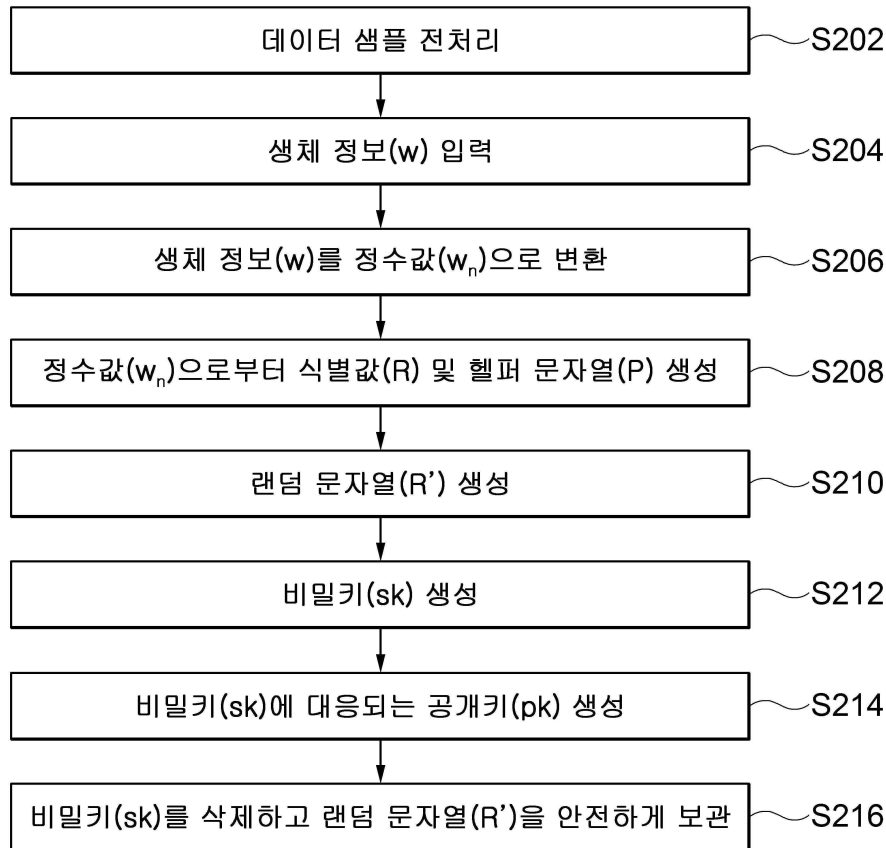 데이터 샘플 전처리 S202
생체 정보(w) 입력 S204
생체 정보(w)를 정수값(wₙ)으로 변환 S206
정수값(wₙ)으로부터 식별값(R) 및 헬퍼 문자열(P) 생성 S208
랜덤 문자열(R’) 생성 S210
비밀키(sk) 생성 S212
비밀키(sk)에 대응되는 공개키(pk) 생성 S214
비밀키(sk)를 삭제하고 랜덤 문자열(R’)을 안전하게 보관 S216